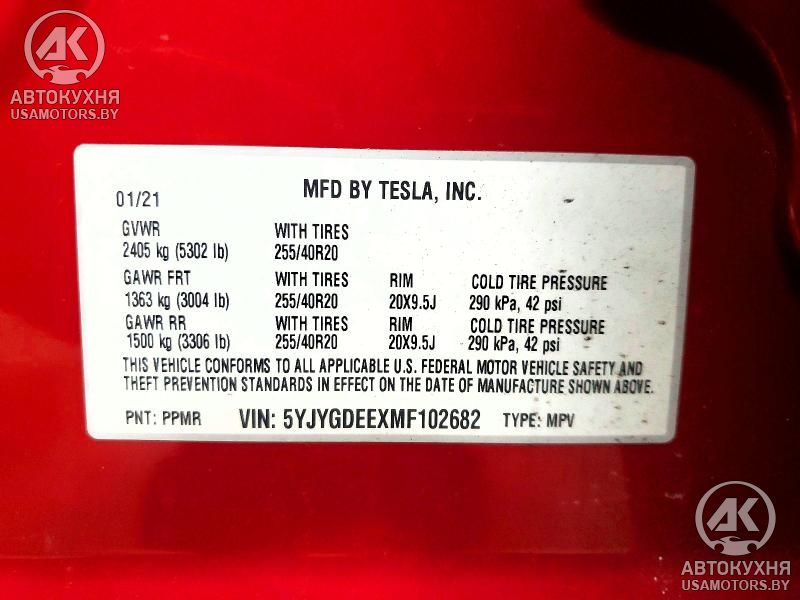 AK
АВТОКУХНЯ
USAMOTORS.BY
01/21 MFD BY TESLA, INC.
GVWR WITH TIRES
2405 kg (5302 lb) 255/40R20
GAWR FRT WITH TIRES RIM COLD TIRE PRESSURE
1363 kg (3004 lb) 255/40R20 20X9.5J 290 kPa, 42 psi
GAWR RR WITH TIRES RIM COLD TIRE PRESSURE
1500 kg (3306 lb) 255/40R20 20X9.5J 290 kPa, 42 psi
THIS VEHICLE CONFORMS TO ALL APPLICABLE U.S. FEDERAL MOTOR VEHICLE SAFETY AND
THEFT PREVENTION STANDARDS IN EFFECT ON THE DATE OF MANUFACTURE SHOWN ABOVE.
PNT: PPMR VIN: 5YJYGDEEXMF102682 TYPE: MPV
AK
АВТОКУХНЯ
USAMOTORS.BY